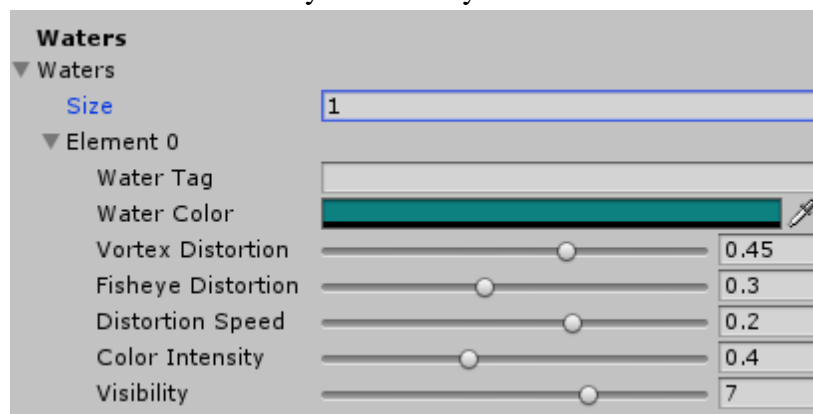 Waters
Waters
Size 1
Element 0
Water Tag
Water Color
Vortex Distortion 0.45
Fisheye Distortion 0.3
Distortion Speed 0.2
Color Intensity 0.4
Visibility 7